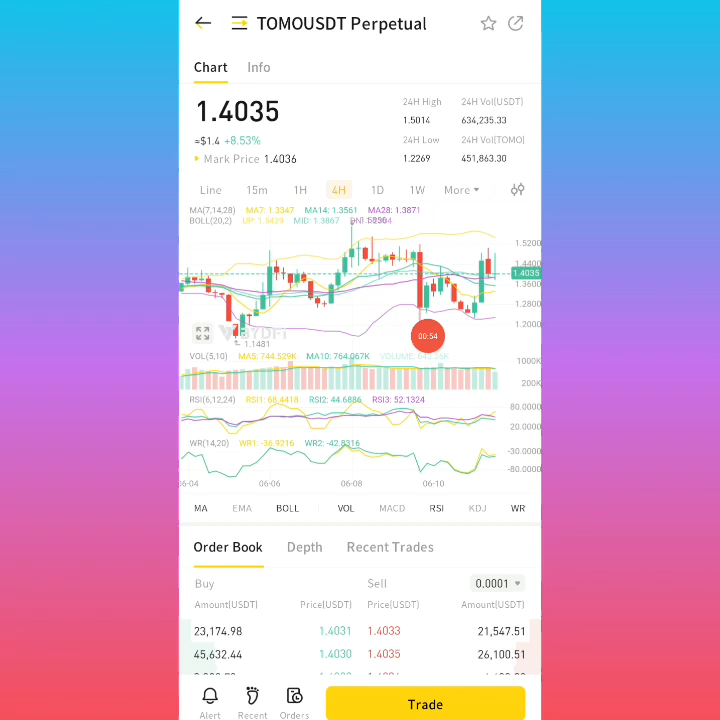 TOMOUSDT Perpetual
Chart Info
1.4035
≈$1.4 +8.53%
Mark Price 1.4036
24H High 24H Vol(USDT)
1.5014 634,235.33
24H Low 24H Vol(TOMO)
1.2269 451,863.30
Line 15m 1H 4H 1D 1W More
MA(7,14,28) MA7: 1.3347 MA14: 1.3561 MA28: 1.3871
BOLL(20,2) UP: 1.5429 MID: 1.3867
1.5200
1.4400
1.4035
1.3600
1.2800
1.2000
1.1481
00:54
VOL(5,10) MA5: 744.529K MA10: 764.067K VOLUME:
1000K
200K
RSI(6,12,24) RSI1: 68.4418 RSI2: 44.6886 RSI3: 52.1324
80.0000
20.0000
WR(14,20) WR1: -36.9216 WR2: -42.8316
-30.0000
-80.0000
06-06 06-08 06-10
MA EMA BOLL VOL MACD RSI KDJ WR
Order Book Depth Recent Trades
Buy Sell 0.0001
Amount(USDT) Price(USDT) Price(USDT) Amount(USDT)
23,174.98 1.4031 1.4033 21,547.51
45,632.44 1.4030 1.4035 26,100.51
Alert Recent Orders Trade